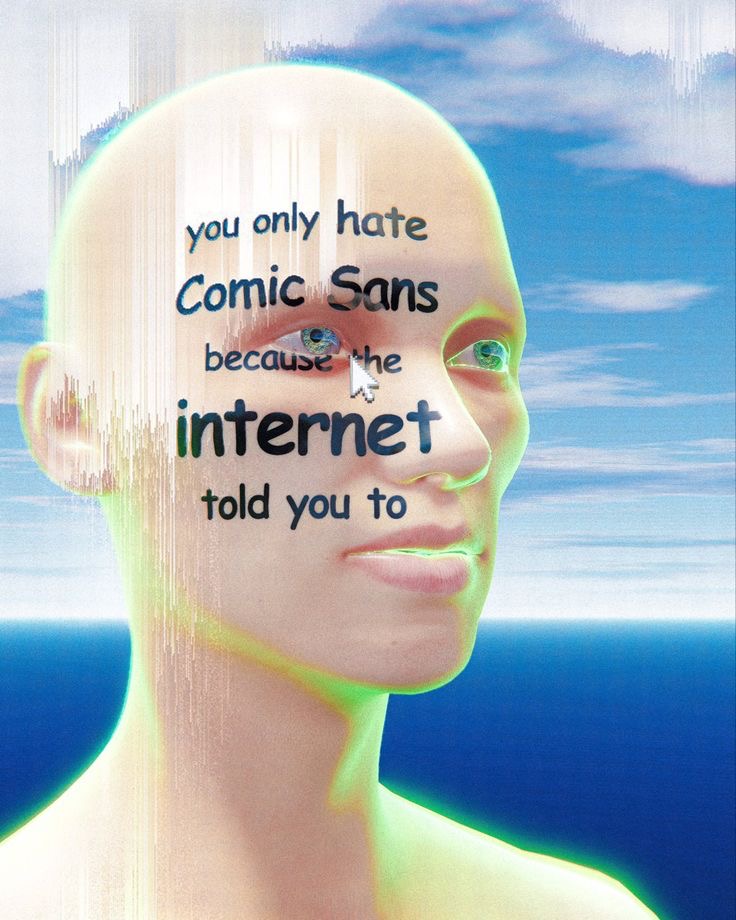 you only hate
Comic Sans
because the
internet
told you to